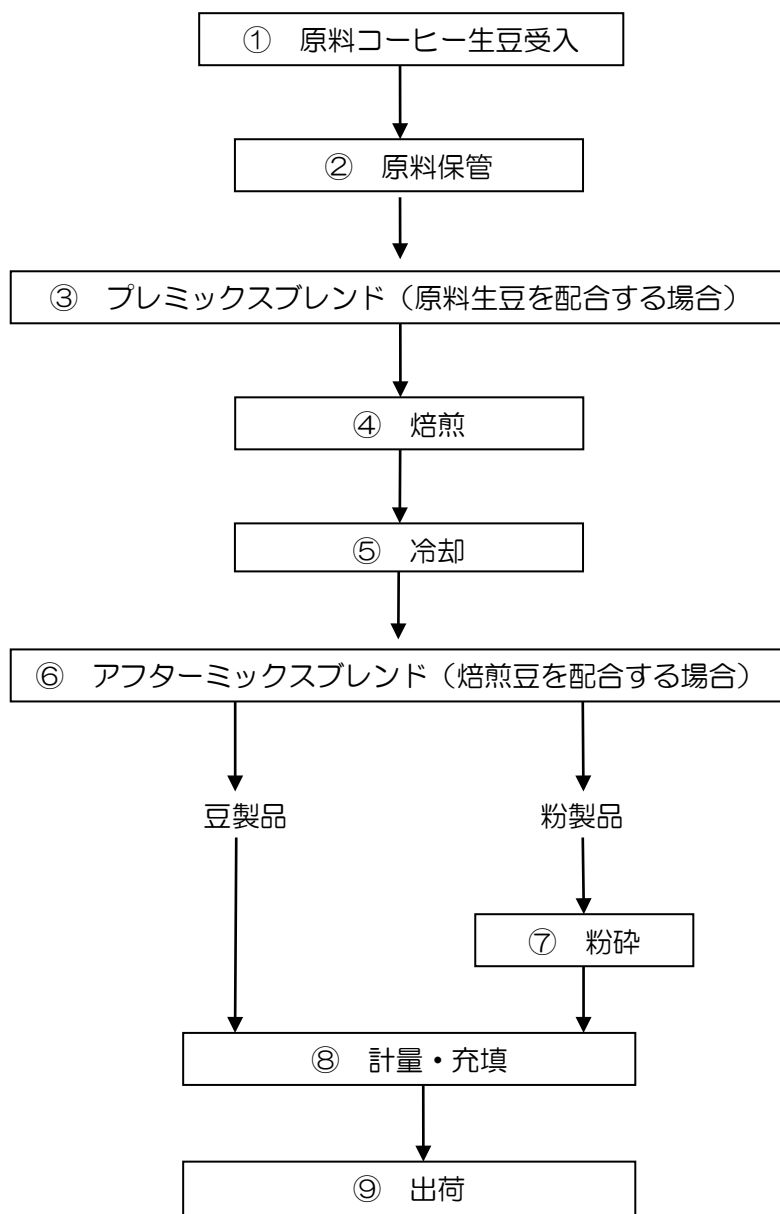 ① 原料コーヒー生豆受入
② 原料保管
③ プレミックスブレンド（原料生豆を配合する場合）
④ 焙煎
⑤ 冷却
⑥ アフターミックスブレンド（焙煎豆を配合する場合）
豆製品 粉製品
⑦ 粉砕
⑧ 計量・充填
⑨ 出荷